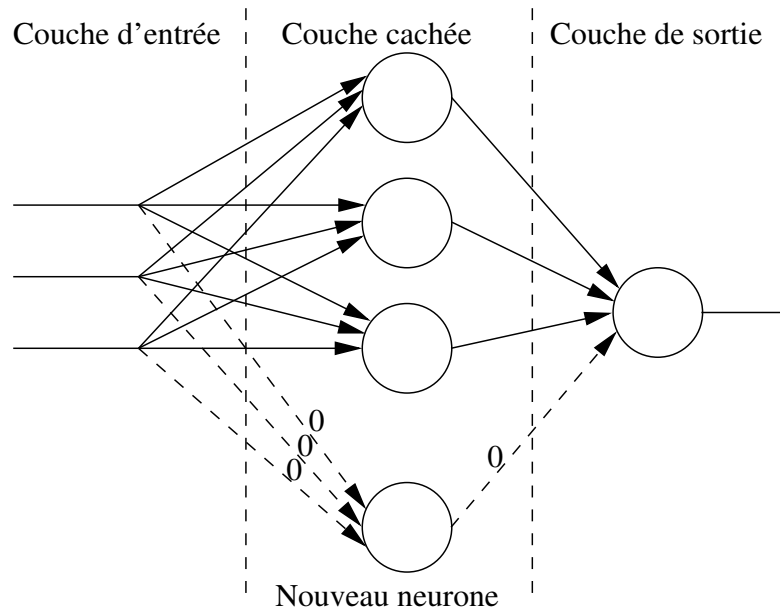 Couche d'entrée
Couche cachée
Couche de sortie
0
0
0
0
Nouveau neurone